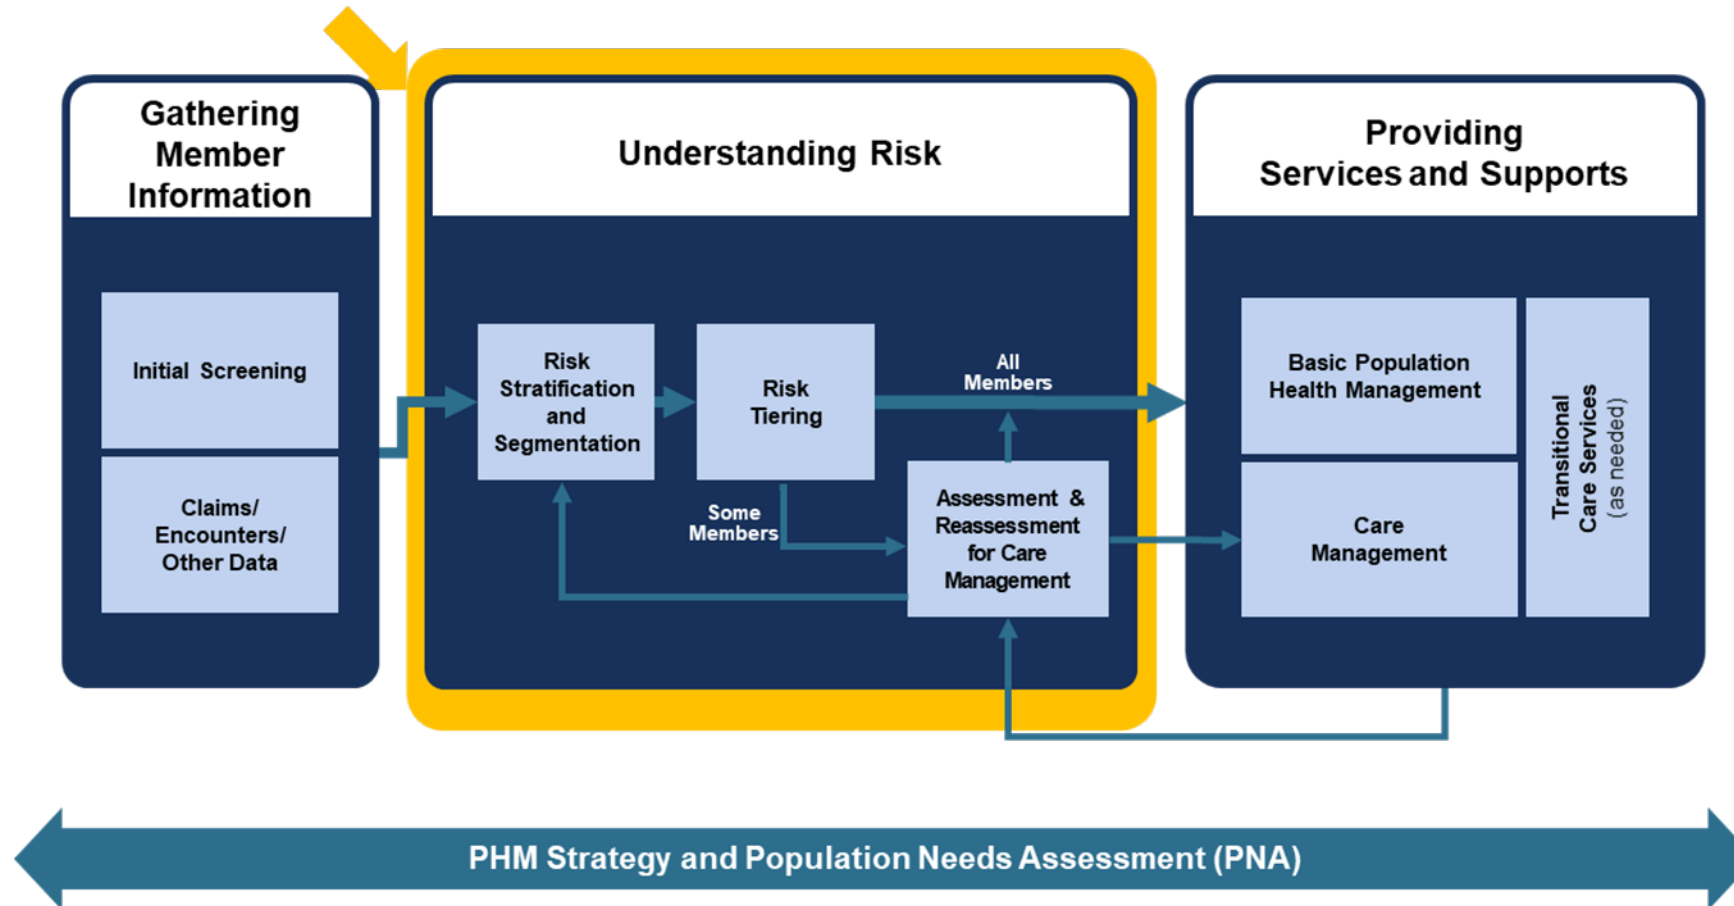 Gathering
Member
Information
Initial Screening
Claims/
Encounters/
Other Data
Understanding Risk
Risk
Stratification
and
Segmentation
Risk
Tiering
All
Members
Some
Members
Assessment &
Reassessment
for Care
Management
Providing
Services and Supports
Basic Population
Health Management
Care
Management
Transitional
Care Services
(as needed)
PHM Strategy and Population Needs Assessment (PNA)